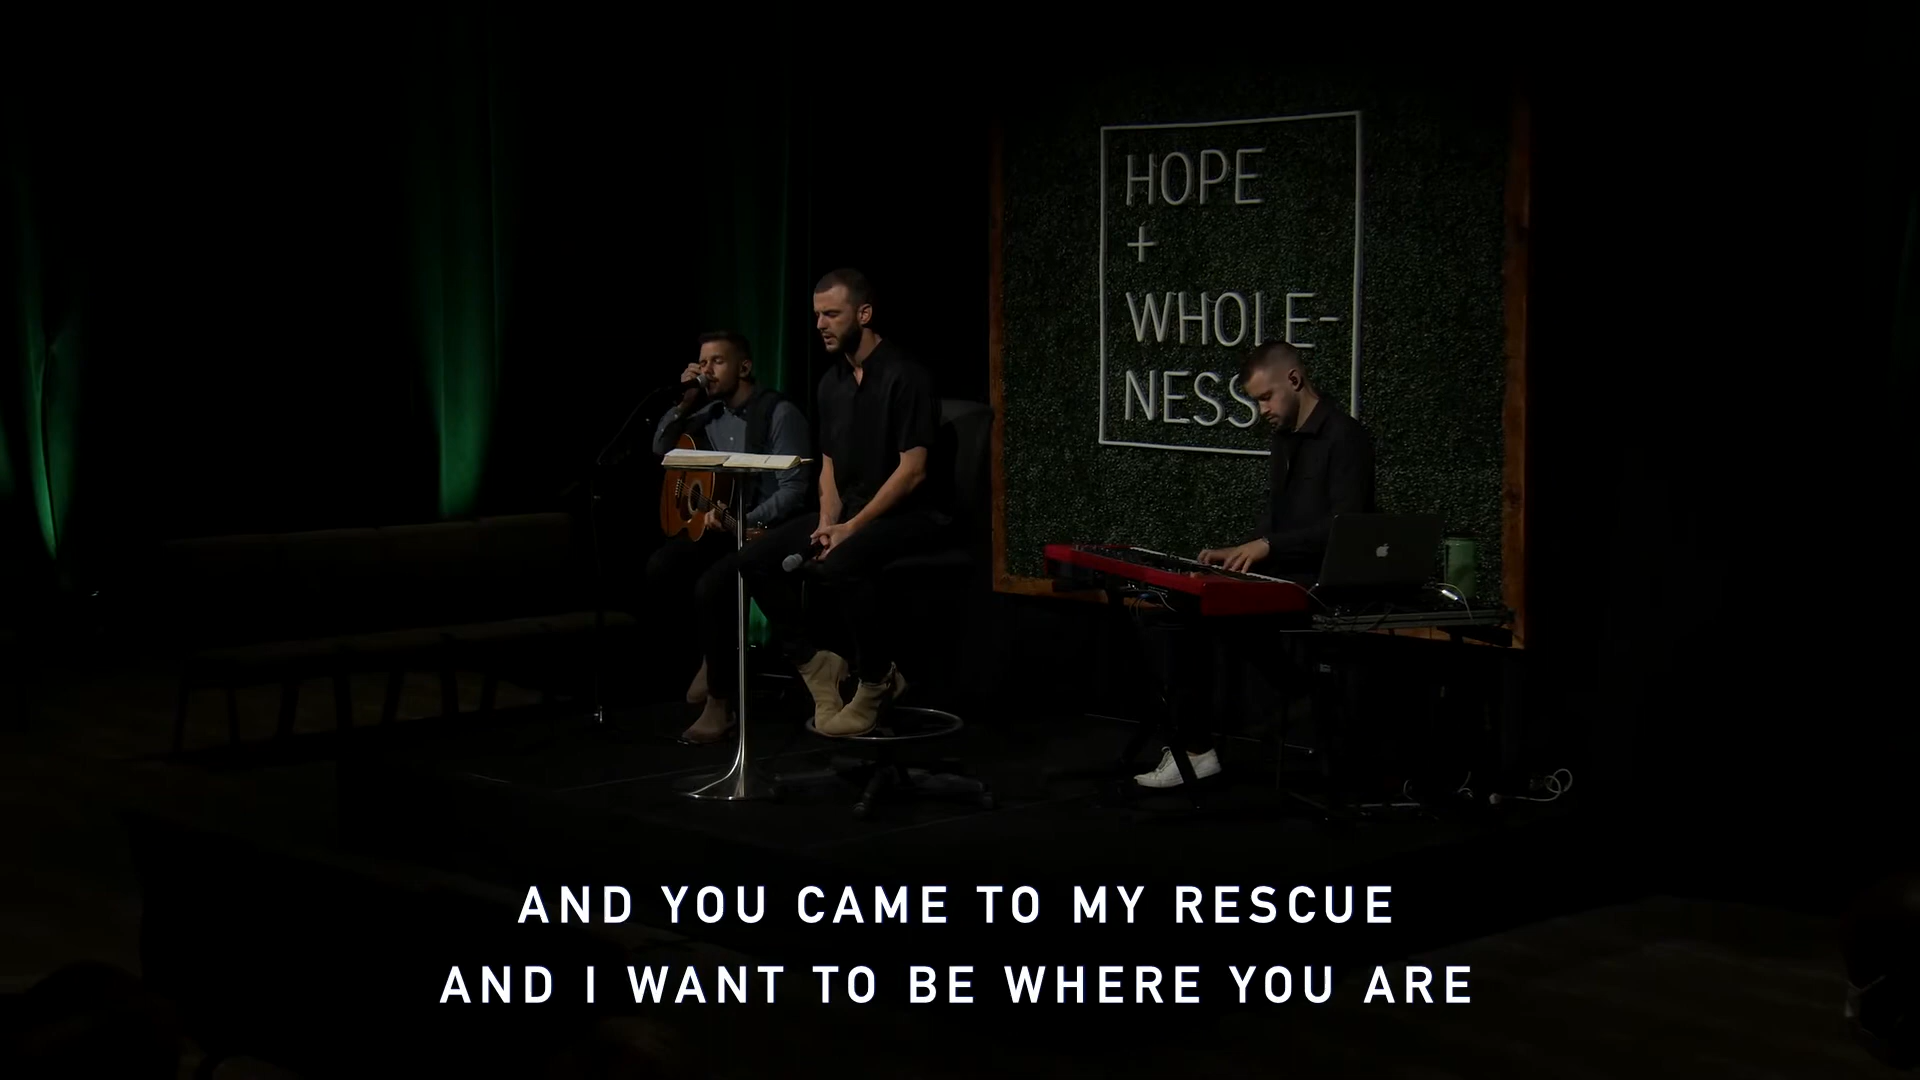 HOPE
+
WHOLE-
NESS
AND YOU CAME TO MY RESCUE
AND I WANT TO BE WHERE YOU ARE